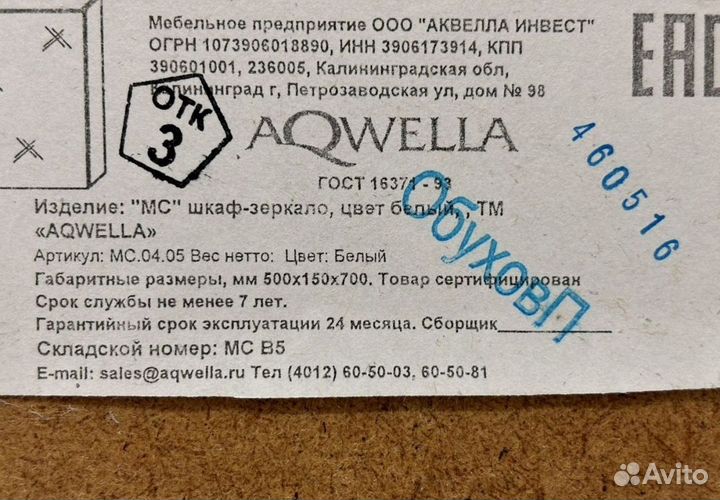 Мебельное предприятие ООО "АКВЕЛЛА ИНВЕСТ"
ОГРН 1073906018890, ИНН 3906173914, КПП
390601001, 236005, Калининградская обл,
Калининград г, Петрозаводская ул, дом № 98
EAC
ОТК
3
AQWELLA
460516
ГОСТ 16371 - 93
Изделие: "МС" шкаф-зеркало, цвет белый, , ТМ
«AQWELLA»
ОбуховП
Артикул: МС.04.05 Вес нетто: Цвет: Белый
Габаритные размеры, мм 500х150х700. Товар сертифицирован
Срок службы не менее 7 лет.
Гарантийный срок эксплуатации 24 месяца. Сборщик____________
Складской номер: МС В5
E-mail: sales@aqwella.ru Тел (4012) 60-50-03, 60-50-81
Avito